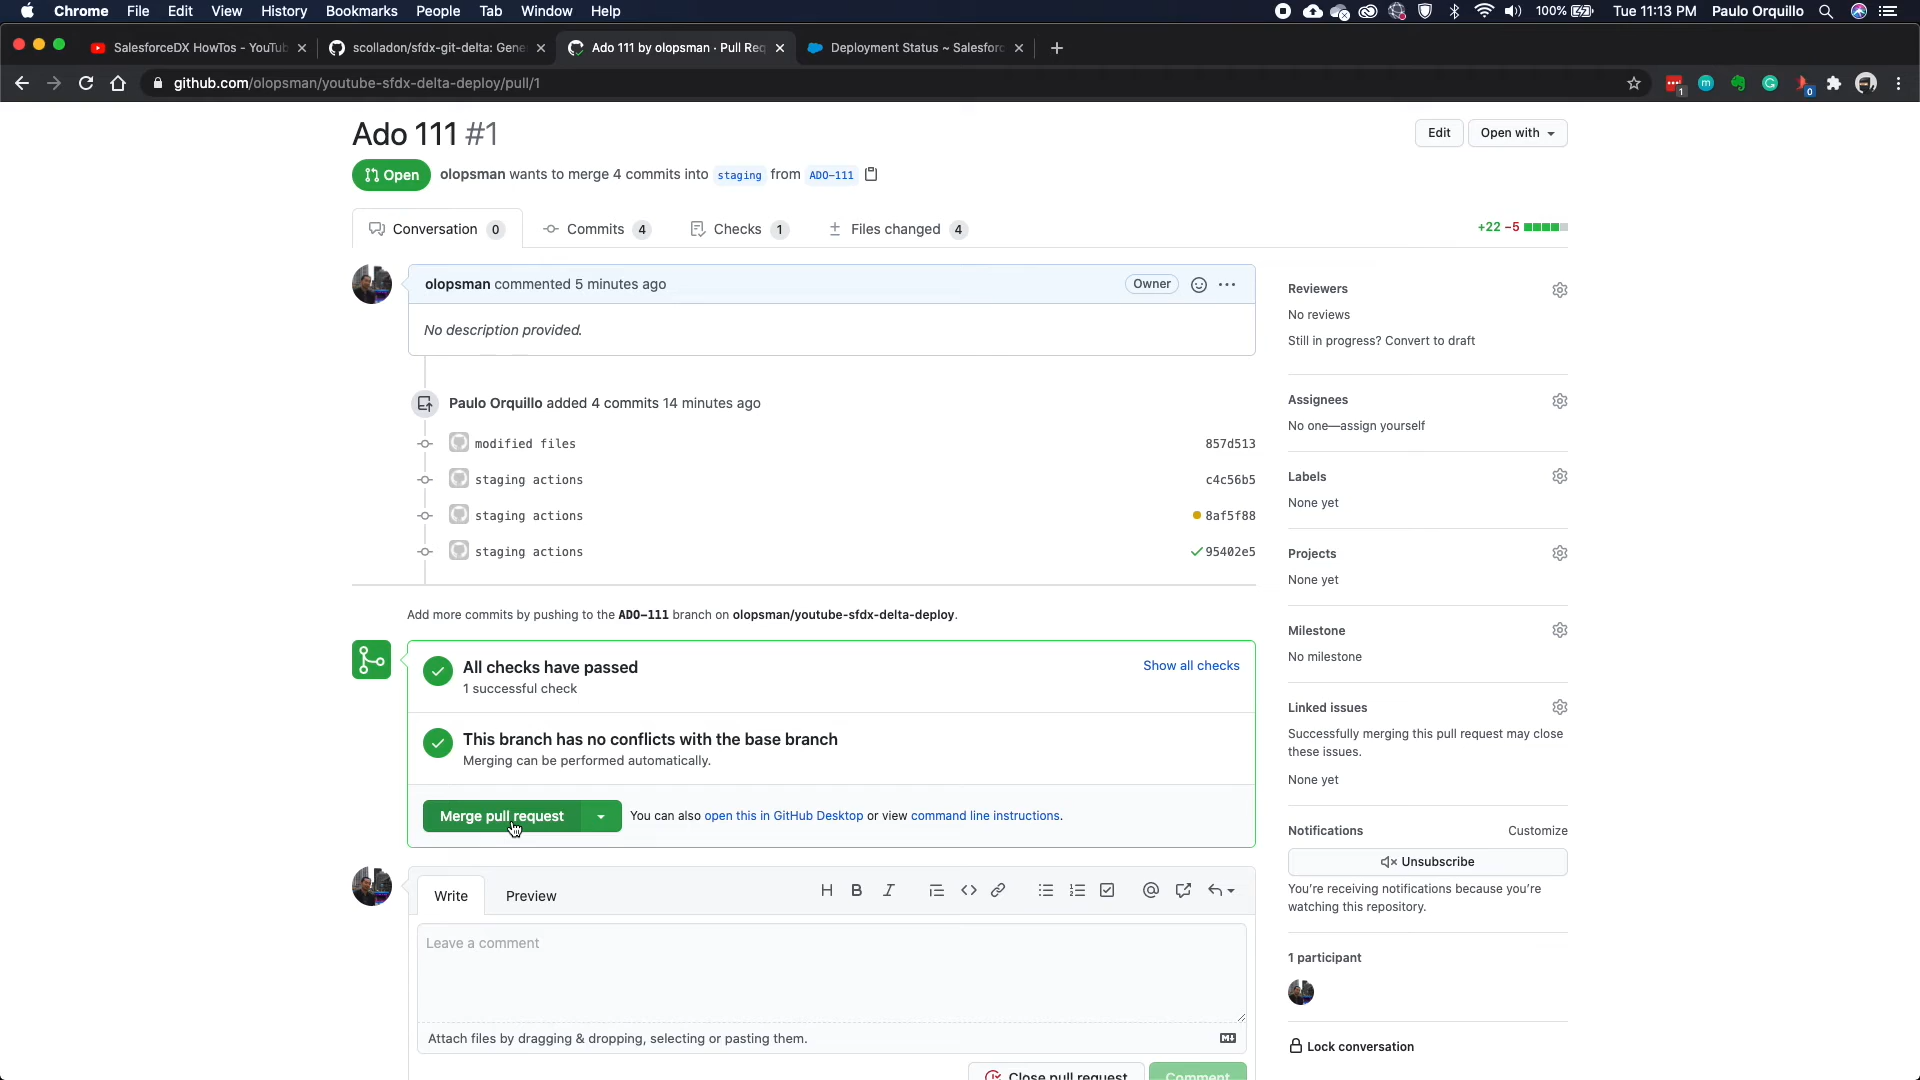 Chrome File Edit View History Bookmarks People Tab Window Help 100% Tue 11:13 PM Paulo Orquillo
SalesforceDX HowTos - YouTu scolladon/sfdx-git-delta: Gene Ado 111 by olopsman · Pull Req Deployment Status ~ Salesforc
github.com/olopsman/youtube-sfdx-delta-deploy/pull/1
Ado 111 #1
Edit Open with
Open olopsman wants to merge 4 commits into staging from ADO-111
Conversation 0 Commits 4 Checks 1 Files changed 4 +22 −5
olopsman commented 5 minutes ago Owner
No description provided.
Paulo Orquillo added 4 commits 14 minutes ago
modified files 857d513
staging actions c4c56b5
staging actions 8af5f88
staging actions 95402e5
Add more commits by pushing to the ADO-111 branch on olopsman/youtube-sfdx-delta-deploy.
All checks have passed Show all checks
1 successful check
This branch has no conflicts with the base branch
Merging can be performed automatically.
Merge pull request You can also open this in GitHub Desktop or view command line instructions.
Write Preview
Leave a comment
Attach files by dragging & dropping, selecting or pasting them.
Close pull request Comment
Reviewers
No reviews
Still in progress? Convert to draft
Assignees
No one—assign yourself
Labels
None yet
Projects
None yet
Milestone
No milestone
Linked issues
Successfully merging this pull request may close
these issues.
None yet
Notifications Customize
Unsubscribe
You're receiving notifications because you're
watching this repository.
1 participant
Lock conversation